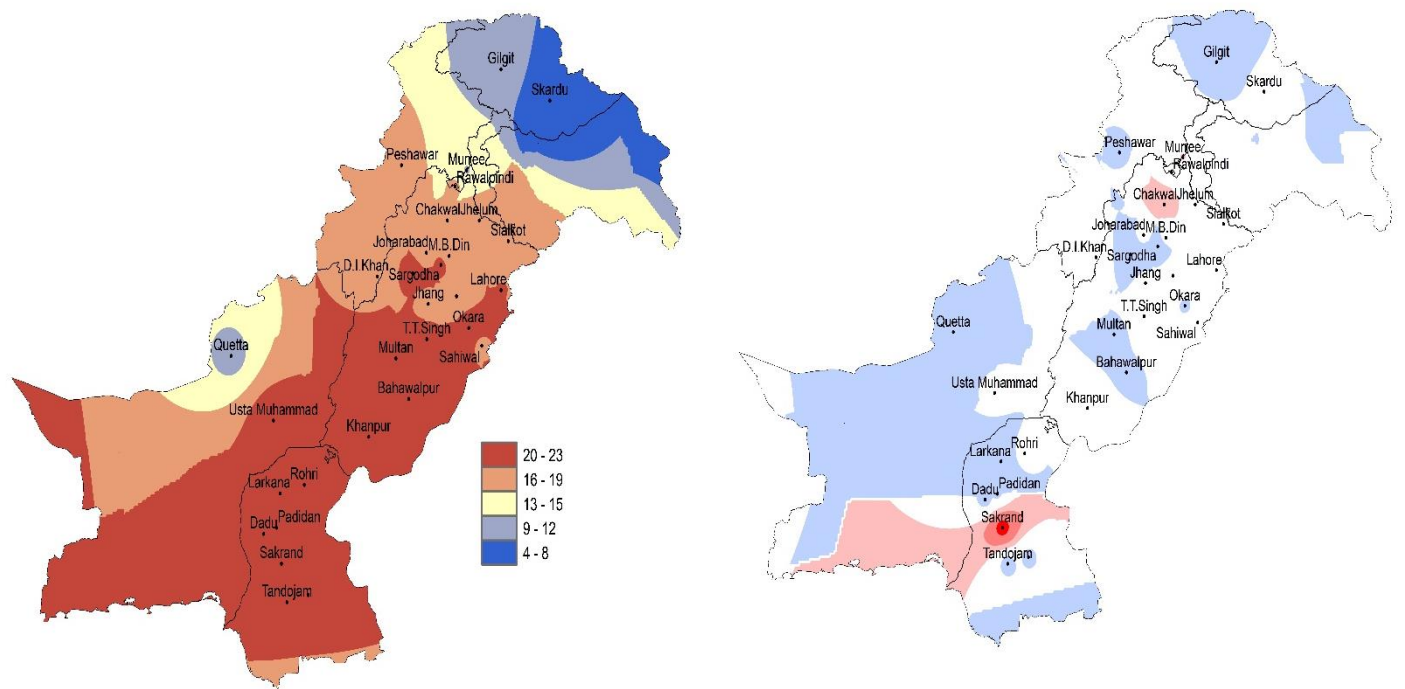 Gilgit
Skardu
Peshawar
Murree
Rawalpindi
Chakwal
Jhelum
Sialkot
Joharabad
M.B.Din
D.I.Khan
Sargodha
Lahore
Jhang
Okara
T.T.Singh
Quetta
Multan
Sahiwal
Bahawalpur
Usta Muhammad
Khanpur
Rohri
Larkana
Padidan
Dadu
Sakrand
Tandojam
20 - 23
16 - 19
13 - 15
9 - 12
4 - 8
Gilgit
Skardu
Peshawar
Murree
Rawalpindi
Chakwal
Jhelum
Sialkot
Joharabad
M.B.Din
D.I.Khan
Sargodha
Lahore
Jhang
Okara
T.T.Singh
Quetta
Multan
Sahiwal
Bahawalpur
Usta Muhammad
Khanpur
Rohri
Larkana
Padidan
Dadu
Sakrand
Tandojam